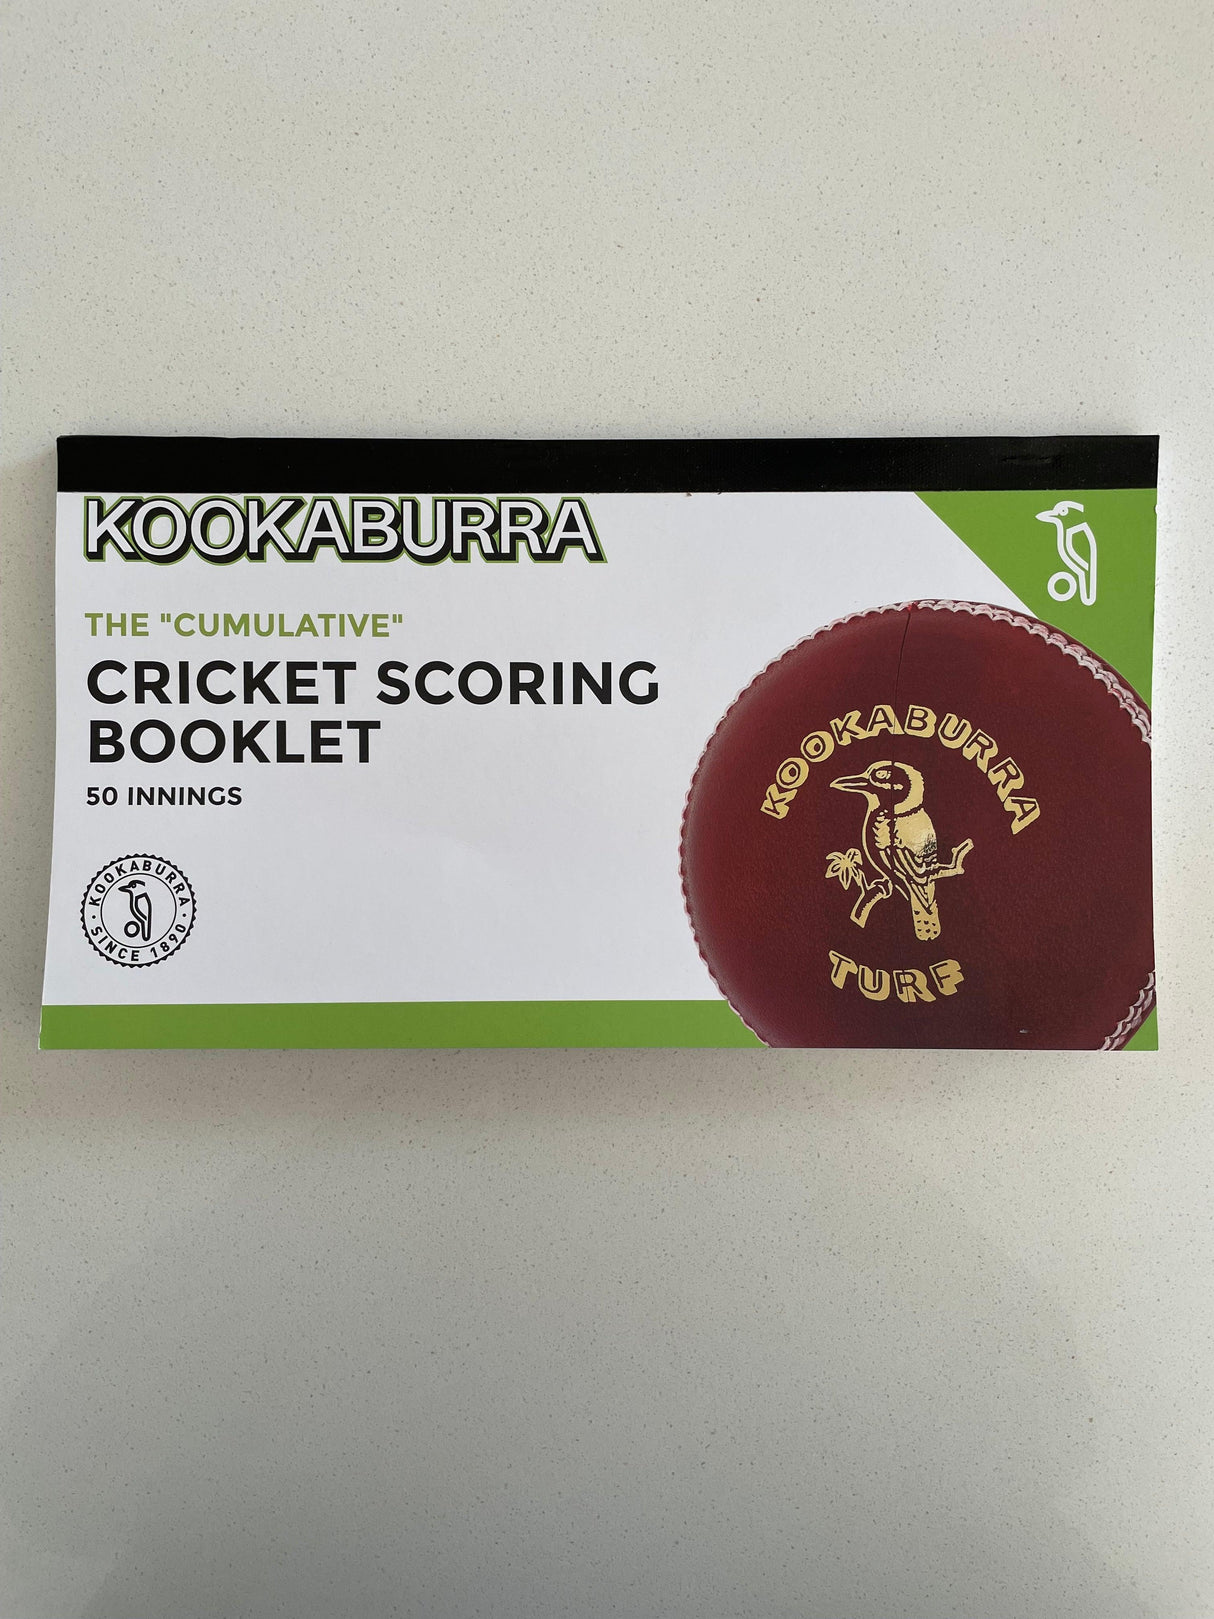 KOOKABURRA
THE "CUMULATIVE"
CRICKET SCORING
BOOKLET
50 INNINGS
KOOKABURRA
· SINCE 1890 ·
KOOKABURRA
TURF